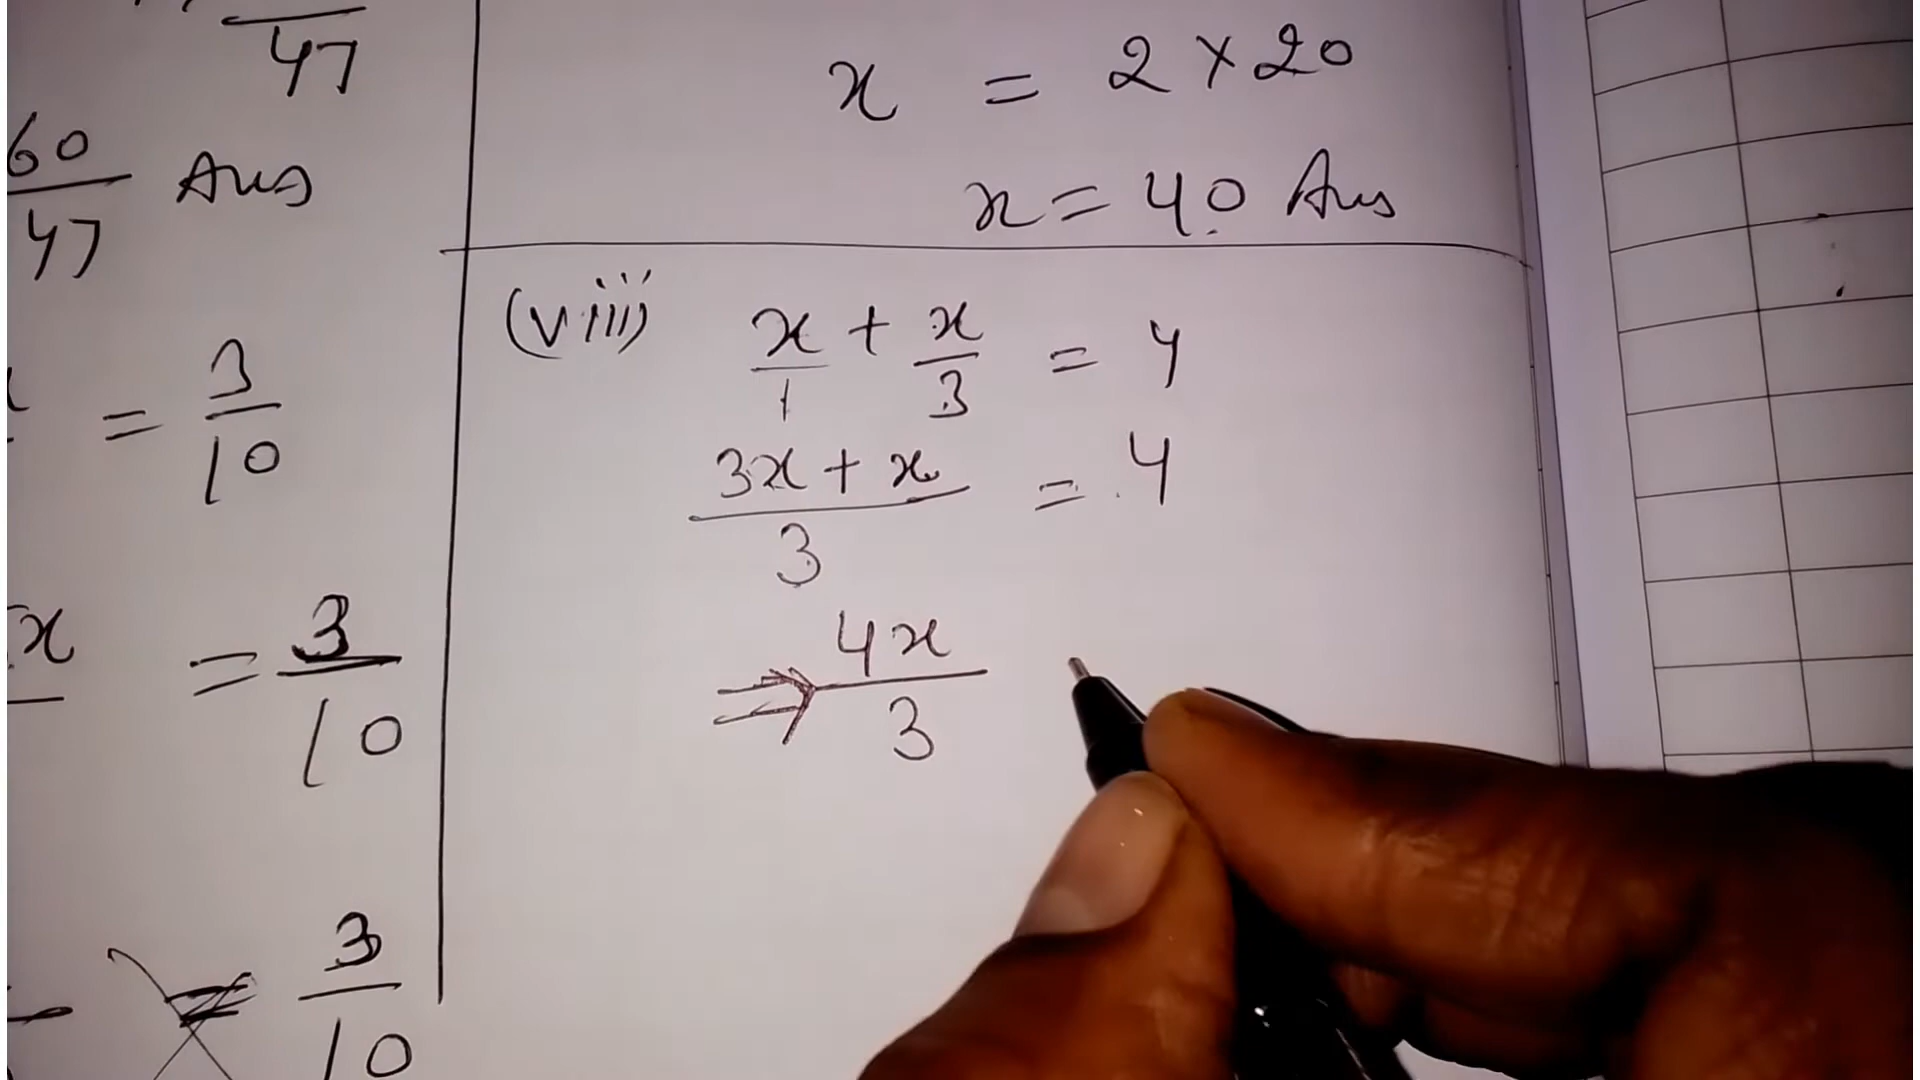 47
60
47 Ans
= 3
10
x = 3
10
= 3
10
x = 2 × 20
x = 40 Ans
(viii) x/1 + x/3 = 4
3x + x / 3 = 4
⇒ 4x / 3